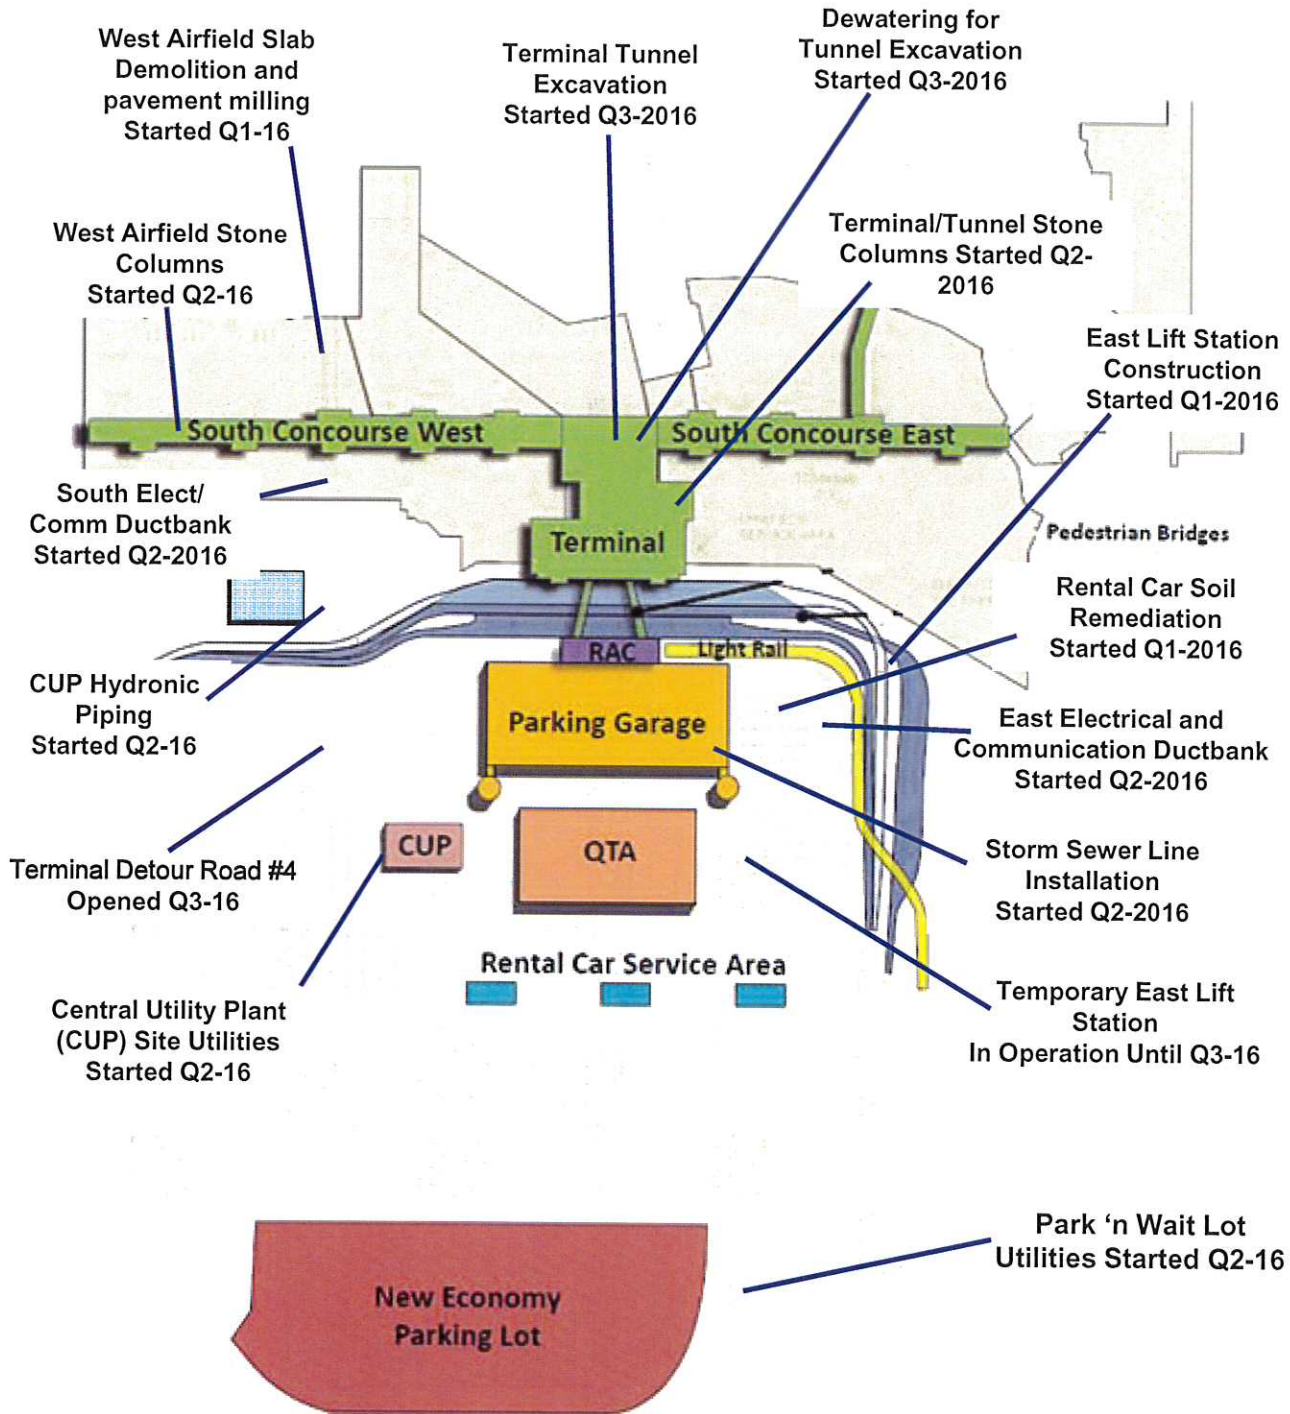 West Airfield Slab
Demolition and
pavement milling
Started Q1-16
Terminal Tunnel
Excavation
Started Q3-2016
Dewatering for
Tunnel Excavation
Started Q3-2016
West Airfield Stone
Columns
Started Q2-16
Terminal/Tunnel Stone
Columns Started Q2-
2016
East Lift Station
Construction
Started Q1-2016
South Concourse West
South Concourse East
South Elect/
Comm Ductbank
Started Q2-2016
Terminal
Pedestrian Bridges
Rental Car Soil
Remediation
Started Q1-2016
RAC
Light Rail
CUP Hydronic
Piping
Started Q2-16
Parking Garage
East Electrical and
Communication Ductbank
Started Q2-2016
Terminal Detour Road #4
Opened Q3-16
CUP
QTA
Storm Sewer Line
Installation
Started Q2-2016
Rental Car Service Area
Central Utility Plant
(CUP) Site Utilities
Started Q2-16
Temporary East Lift
Station
In Operation Until Q3-16
Park ‘n Wait Lot
Utilities Started Q2-16
New Economy
Parking Lot